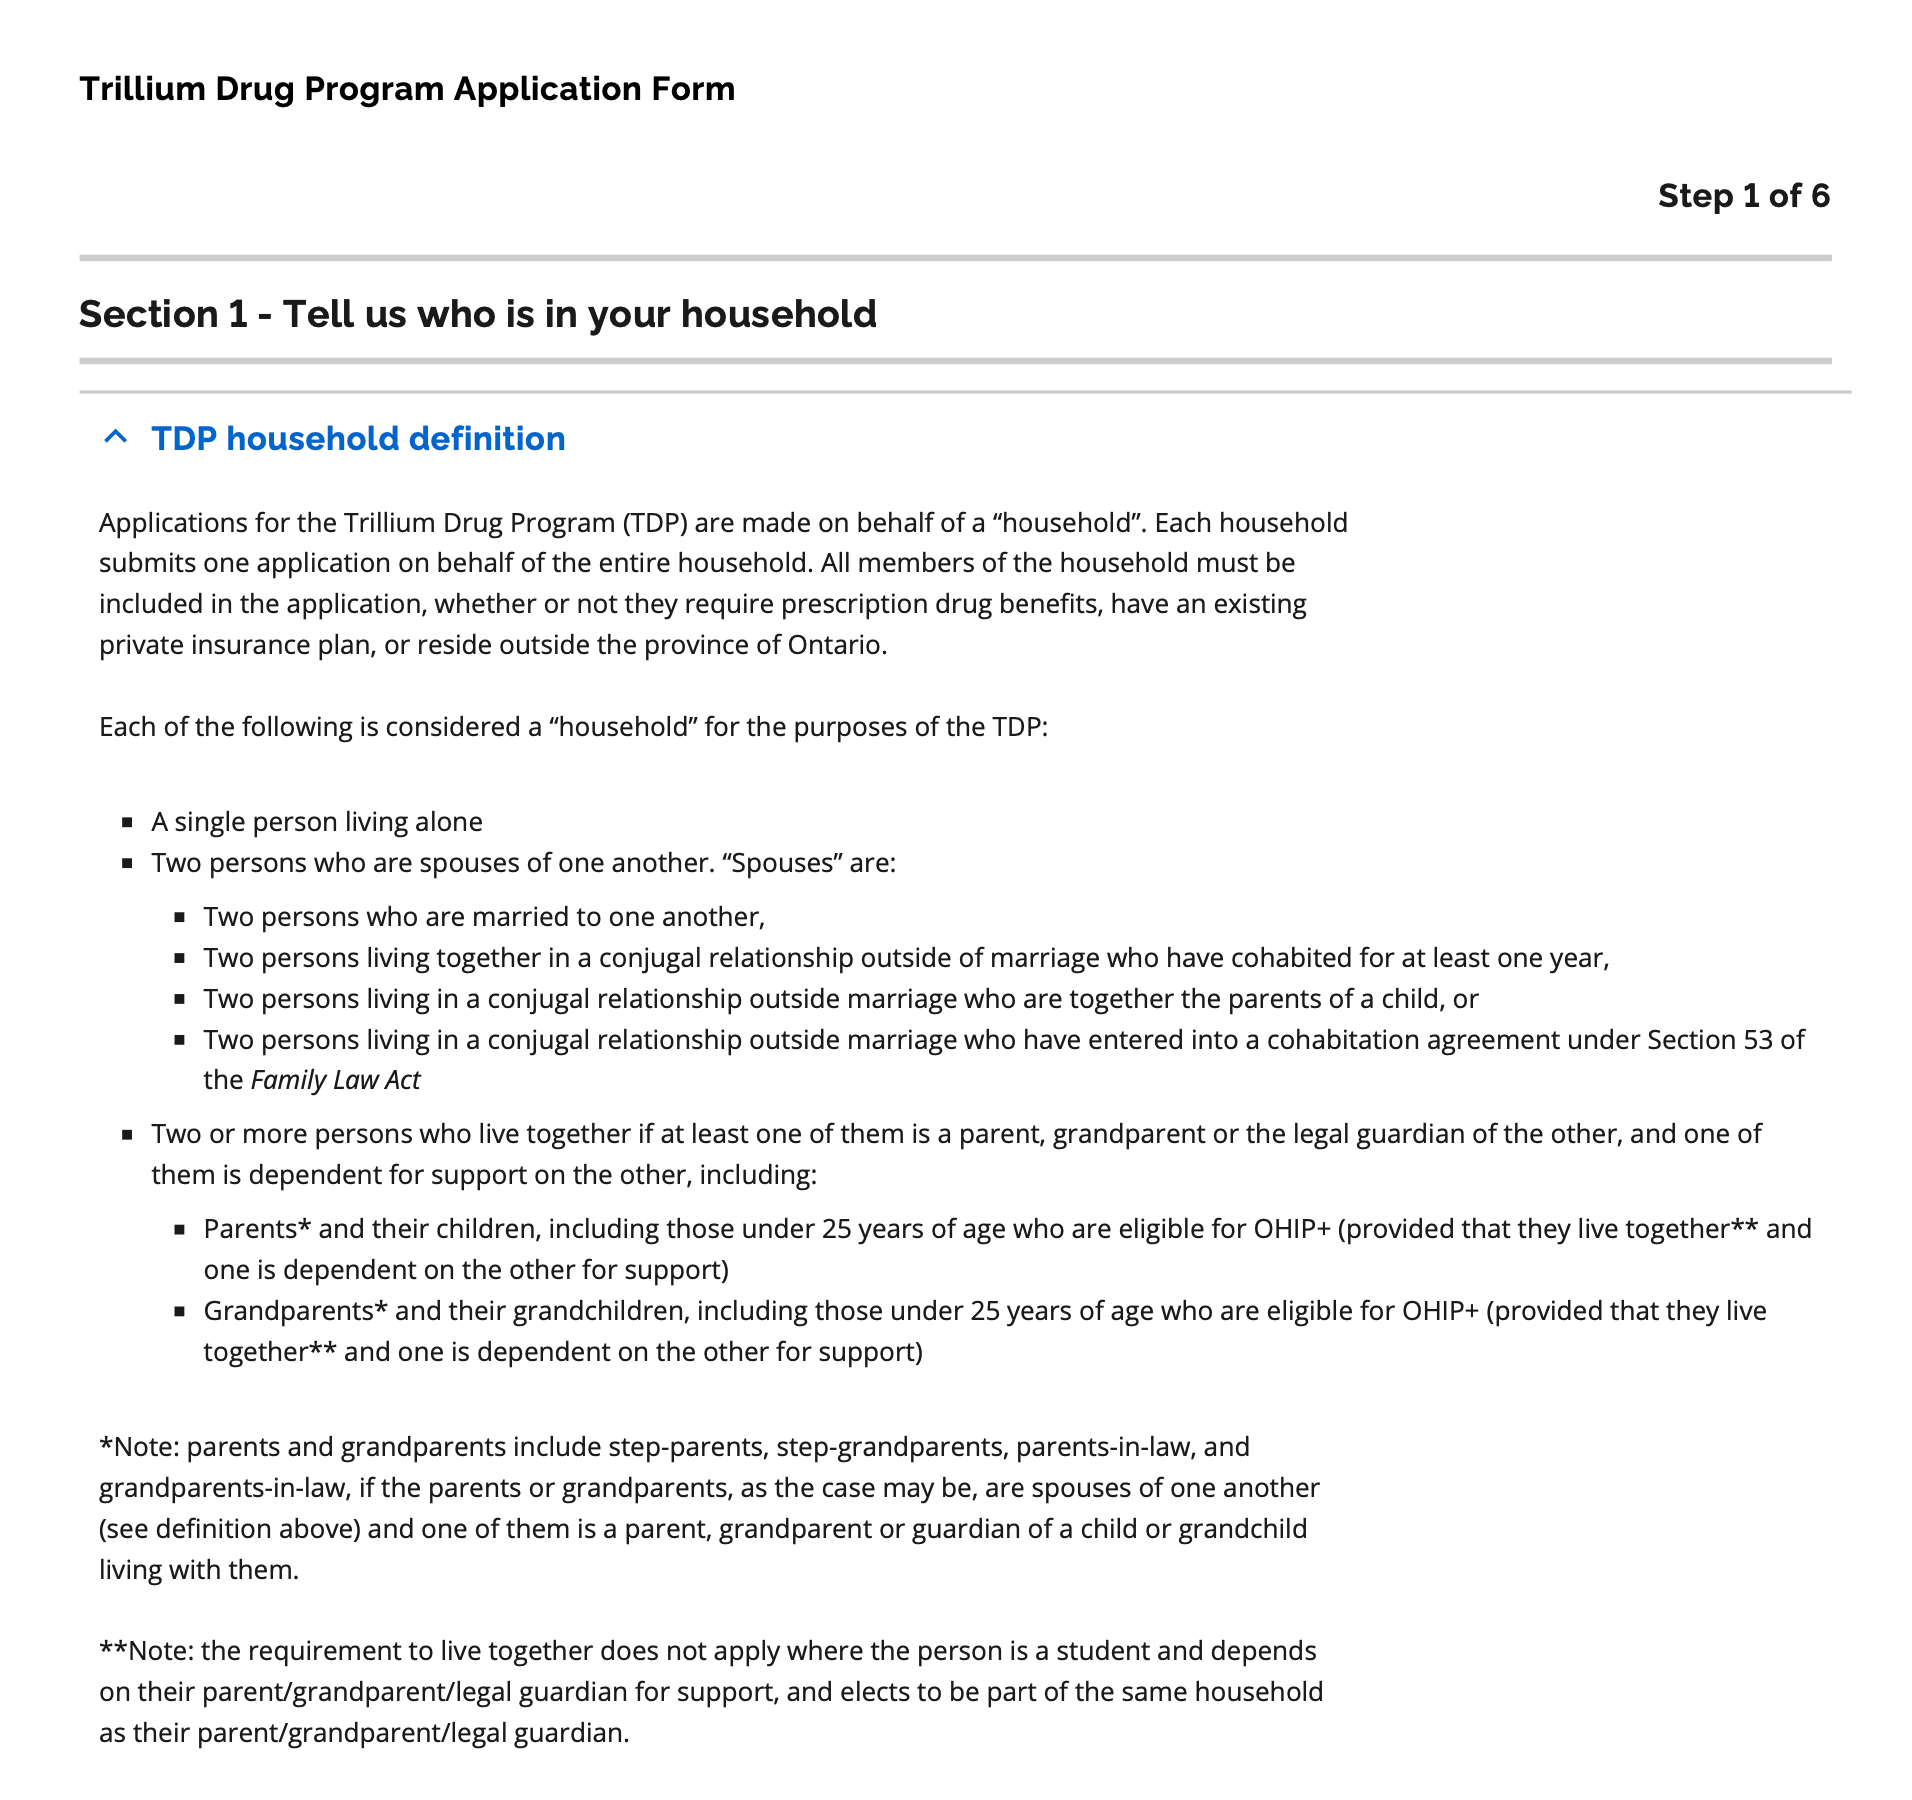 Trillium Drug Program Application Form
Step 1 of 6
Section 1 - Tell us who is in your household
TDP household definition
Applications for the Trillium Drug Program (TDP) are made on behalf of a “household”. Each household
submits one application on behalf of the entire household. All members of the household must be
included in the application, whether or not they require prescription drug benefits, have an existing
private insurance plan, or reside outside the province of Ontario.
Each of the following is considered a “household” for the purposes of the TDP:
▪ A single person living alone
▪ Two persons who are spouses of one another. “Spouses” are:
▪ Two persons who are married to one another,
▪ Two persons living together in a conjugal relationship outside of marriage who have cohabited for at least one year,
▪ Two persons living in a conjugal relationship outside marriage who are together the parents of a child, or
▪ Two persons living in a conjugal relationship outside marriage who have entered into a cohabitation agreement under Section 53 of
the Family Law Act
▪ Two or more persons who live together if at least one of them is a parent, grandparent or the legal guardian of the other, and one of
them is dependent for support on the other, including:
▪ Parents* and their children, including those under 25 years of age who are eligible for OHIP+ (provided that they live together** and
one is dependent on the other for support)
▪ Grandparents* and their grandchildren, including those under 25 years of age who are eligible for OHIP+ (provided that they live
together** and one is dependent on the other for support)
*Note: parents and grandparents include step-parents, step-grandparents, parents-in-law, and
grandparents-in-law, if the parents or grandparents, as the case may be, are spouses of one another
(see definition above) and one of them is a parent, grandparent or guardian of a child or grandchild
living with them.
**Note: the requirement to live together does not apply where the person is a student and depends
on their parent/grandparent/legal guardian for support, and elects to be part of the same household
as their parent/grandparent/legal guardian.